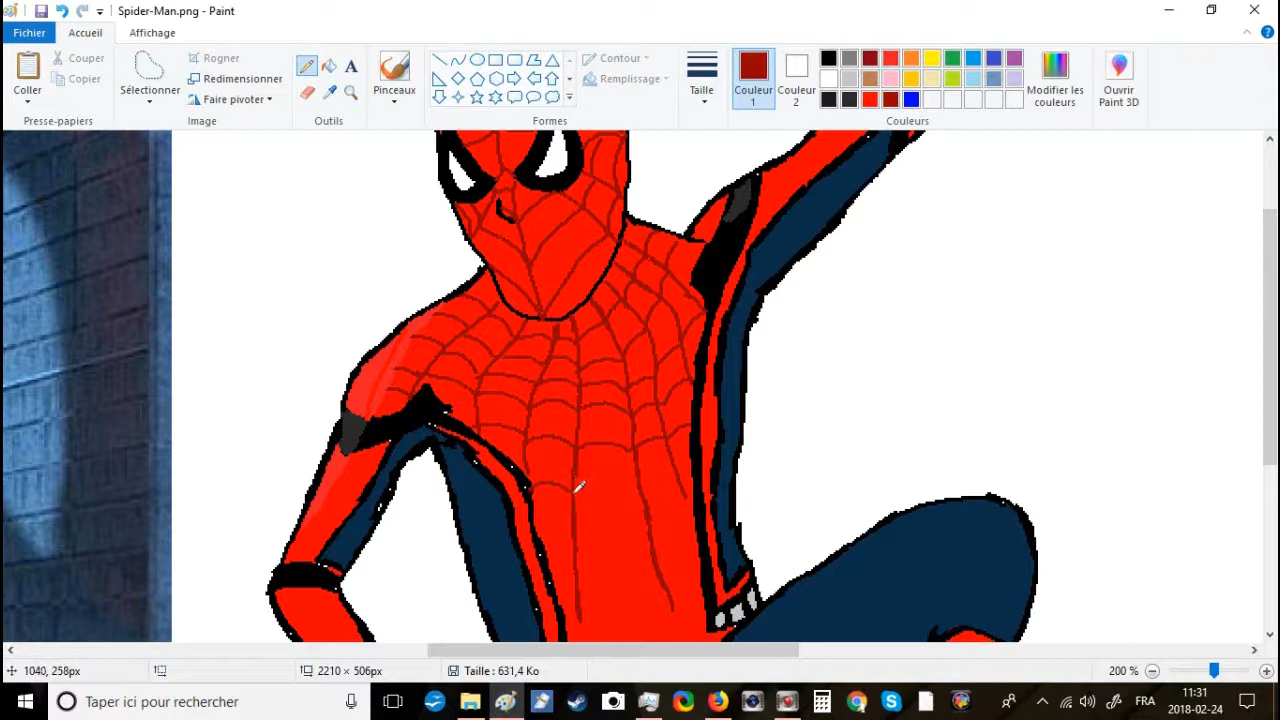 Spider-Man.png - Paint
Fichier Accueil Affichage
Coller
Couper
Copier
Presse-papiers
Sélectionner
Rogner
Redimensionner
Faire pivoter
Image
Outils
Pinceaux
Contour
Remplissage
Formes
Taille
Couleur
1
Couleur
2
Modifier les
couleurs
Couleurs
Ouvrir
Paint 3D
1040, 258px
2210 × 506px
Taille : 631,4 Ko
200 %
Tapez ici pour rechercher
FRA
11:31
2018-02-24